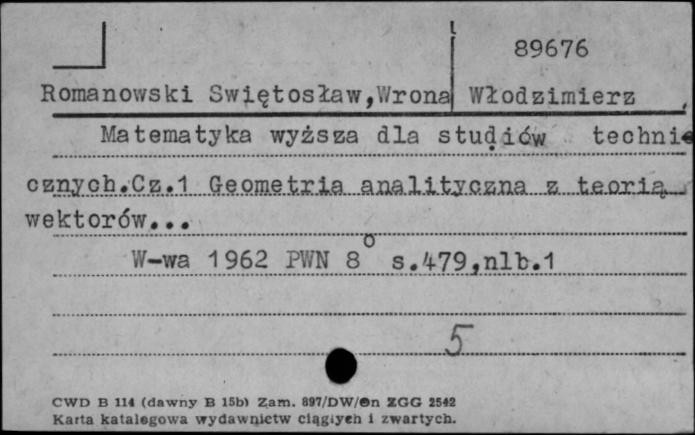 89676
Romanowski Swiętosław,Wrona Włodzimierz
Matematyka wyższa dla studiów techni-
cznych.Cz.1 Geometria analityczna z teorią
wektorów...
W-wa 1962 PWN 8o s.479,nlb.1
5
CWD B 114 (dawny B 15b) Zam. 897/DW/Øn ZGG 2542
Karta katalogowa wydawnictw ciągłych i zwartych.